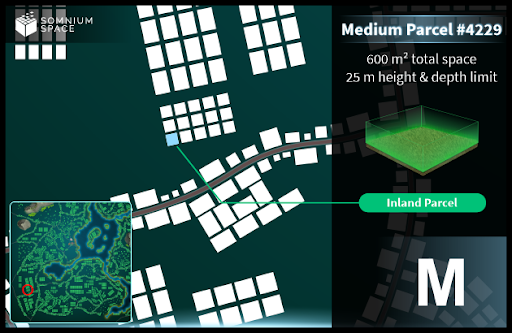 SOMNIUM
SPACE
Medium Parcel #4229
600 m² total space
25 m height & depth limit
Inland Parcel
M